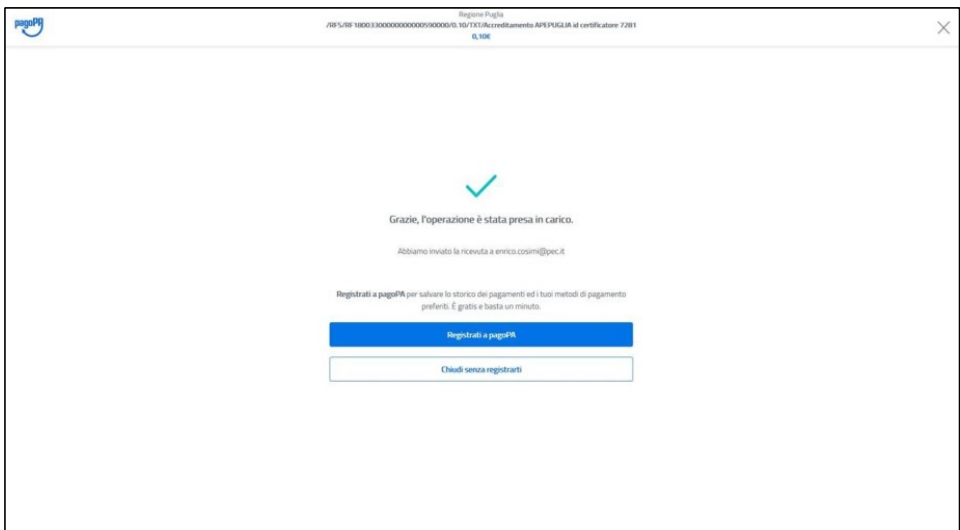 pagoPA
Regione Puglia
/RFS/RF18003300000000000590000/0.10/TXT/Accreditamento APEPUGLIA id certificatore 7281
0,10€
Grazie, l'operazione è stata presa in carico.
Abbiamo inviato la ricevuta a enrico.cosimi@pec.it
Registrati a pagoPA per salvare lo storico dei pagamenti ed i tuoi metodi di pagamento
preferiti. È gratis e basta un minuto.
Registrati a pagoPA
Chiudi senza registrarti